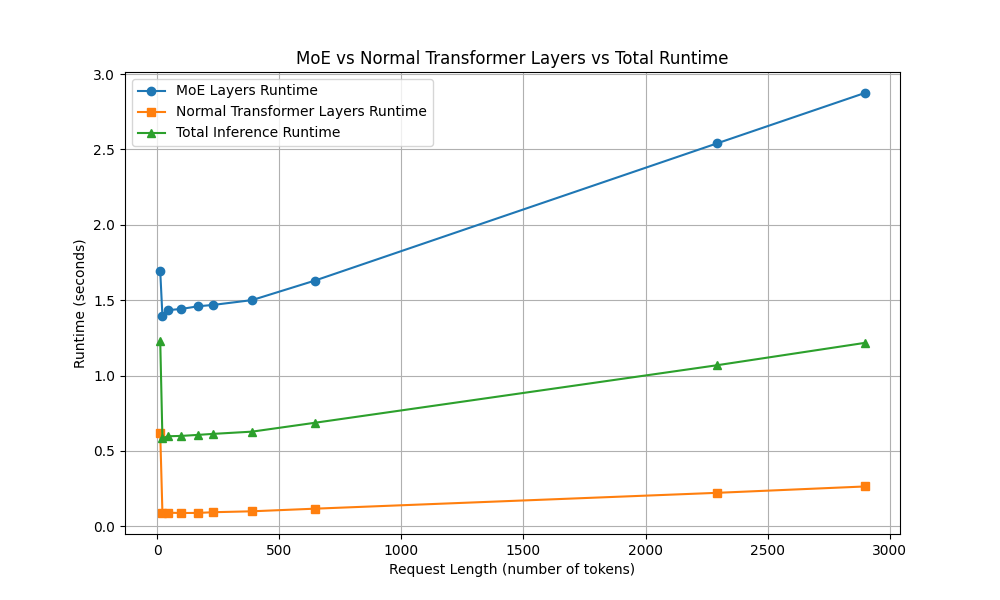 MoE vs Normal Transformer Layers vs Total Runtime
MoE Layers Runtime
Normal Transformer Layers Runtime
Total Inference Runtime
Runtime (seconds)
3.0
2.5
2.0
1.5
1.0
0.5
0.0
0 500 1000 1500 2000 2500 3000
Request Length (number of tokens)